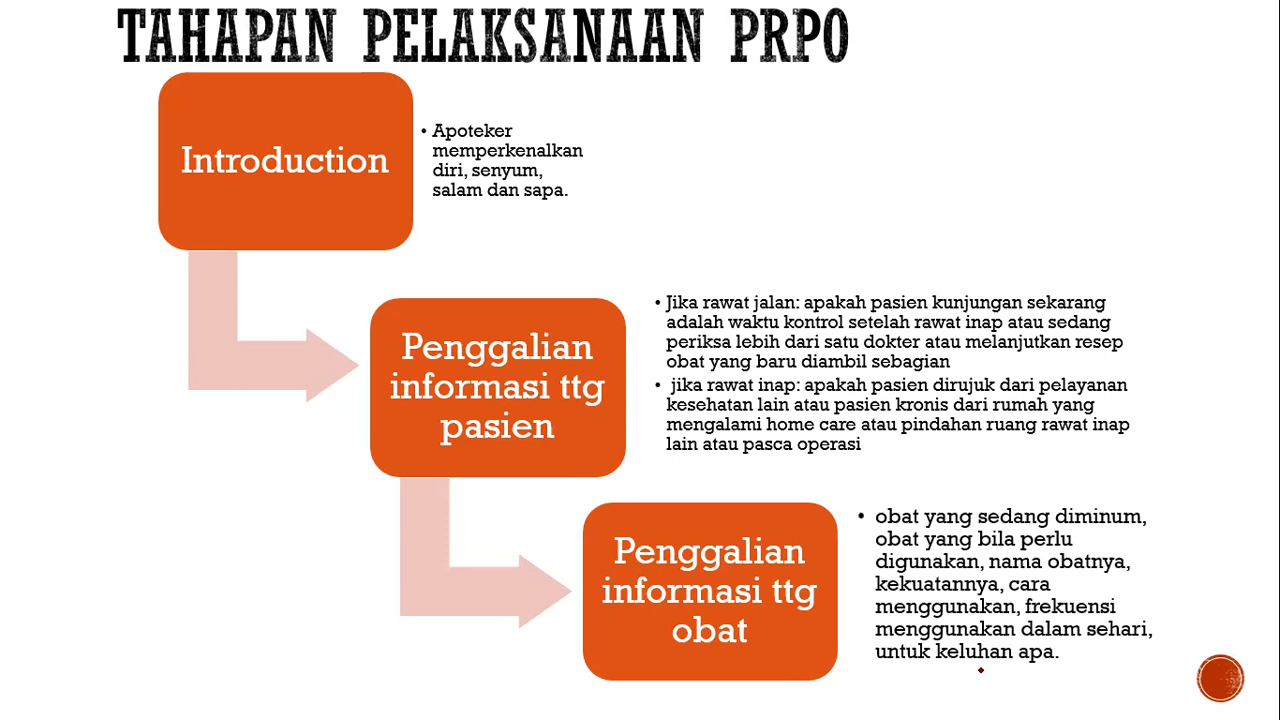 TAHAPAN PELAKSANAAN PRPO
Introduction
• Apoteker
memperkenalkan
diri, senyum,
salam dan sapa.
Penggalian
informasi ttg
pasien
• Jika rawat jalan: apakah pasien kunjungan sekarang
adalah waktu kontrol setelah rawat inap atau sedang
periksa lebih dari satu dokter atau melanjutkan resep
obat yang baru diambil sebagian
• jika rawat inap: apakah pasien dirujuk dari pelayanan
kesehatan lain atau pasien kronis dari rumah yang
mengalami home care atau pindahan ruang rawat inap
lain atau pasca operasi
Penggalian
informasi ttg
obat
• obat yang sedang diminum,
obat yang bila perlu
digunakan, nama obatnya,
kekuatannya, cara
menggunakan, frekuensi
menggunakan dalam sehari,
untuk keluhan apa.